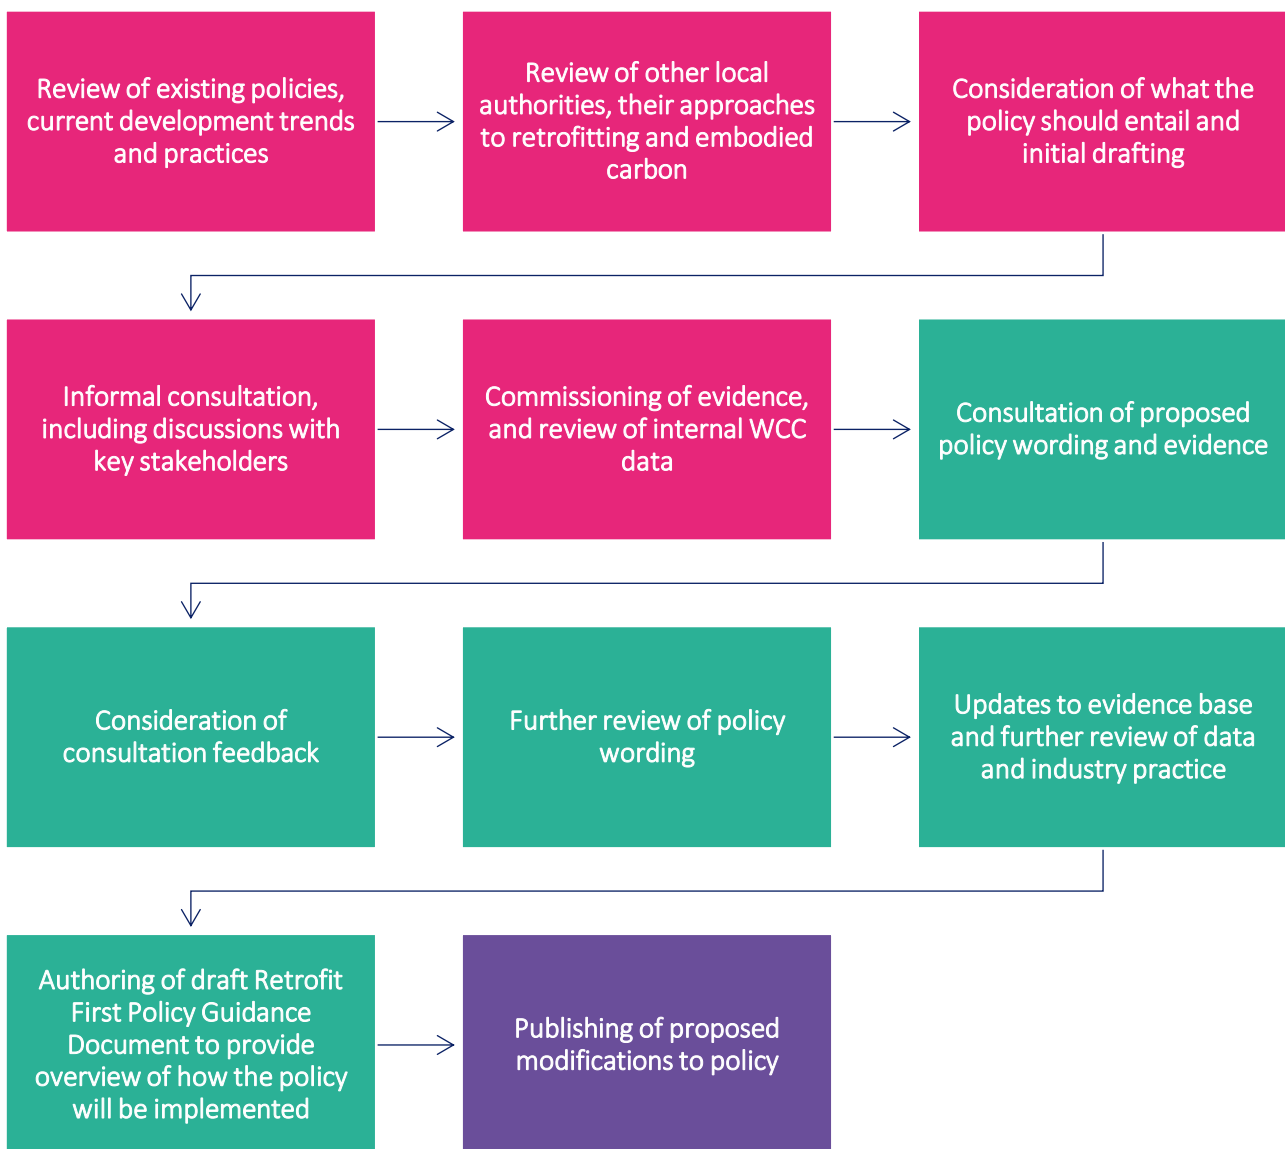 Review of existing policies,
current development trends
and practices
Review of other local
authorities, their approaches
to retrofitting and embodied
carbon
Consideration of what the
policy should entail and
initial drafting
Informal consultation,
including discussions with
key stakeholders
Commissioning of evidence,
and review of internal WCC
data
Consultation of proposed
policy wording and evidence
Consideration of
consultation feedback
Further review of policy
wording
Updates to evidence base
and further review of data
and industry practice
Authoring of draft Retrofit
First Policy Guidance
Document to provide
overview of how the policy
will be implemented
Publishing of proposed
modifications to policy